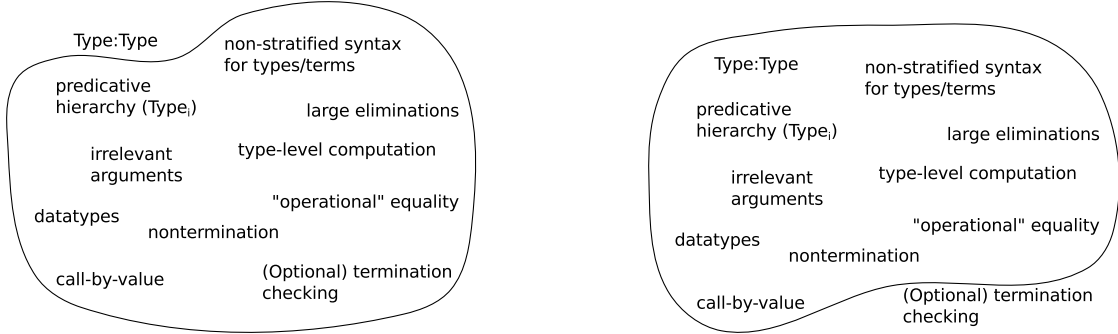 Type:Type
non-stratified syntax
for types/terms
predicative
hierarchy (Typeᵢ)
large eliminations
irrelevant
arguments
type-level computation
"operational" equality
datatypes
nontermination
call-by-value
(Optional) termination
checking
Type:Type
non-stratified syntax
for types/terms
predicative
hierarchy (Typeᵢ)
large eliminations
irrelevant
arguments
type-level computation
"operational" equality
datatypes
nontermination
call-by-value
(Optional) termination
checking